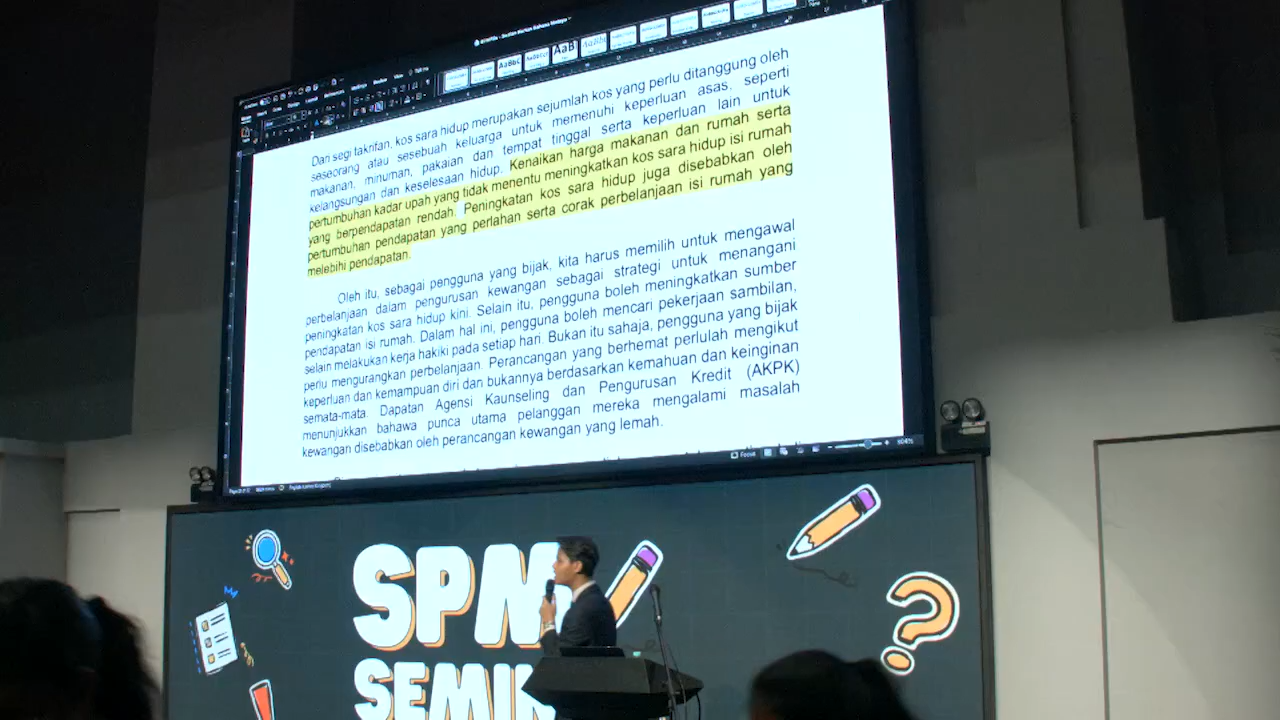 Dari segi takrifan, kos sara hidup merupakan sejumlah kos yang perlu ditanggung oleh
seseorang atau sesebuah keluarga untuk memenuhi keperluan asas, seperti
makanan, minuman, pakaian dan tempat tinggal serta keperluan lain untuk
kelangsungan dan keselesaan hidup. Kenaikan harga makanan dan rumah serta
pertumbuhan kadar upah yang tidak menentu meningkatkan kos sara hidup isi rumah
yang berpendapatan rendah. Peningkatan kos sara hidup juga disebabkan oleh
pertumbuhan pendapatan yang perlahan serta corak perbelanjaan isi rumah yang
melebihi pendapatan.
Oleh itu, sebagai pengguna yang bijak, kita harus memilih untuk mengawal
perbelanjaan dalam pengurusan kewangan sebagai strategi untuk menangani
peningkatan kos sara hidup kini. Selain itu, pengguna boleh meningkatkan sumber
pendapatan isi rumah. Dalam hal ini, pengguna boleh mencari pekerjaan sambilan,
selain melakukan kerja hakiki pada setiap hari. Bukan itu sahaja, pengguna yang bijak
perlu mengurangkan perbelanjaan. Perancangan yang berhemat perlulah mengikut
keperluan dan kemampuan diri dan bukannya berdasarkan kemahuan dan keinginan
semata-mata. Dapatan Agensi Kaunseling dan Pengurusan Kredit (AKPK)
menunjukkan bahawa punca utama pelanggan mereka mengalami masalah
kewangan disebabkan oleh perancangan kewangan yang lemah.
Focus
SPM
SEMIN